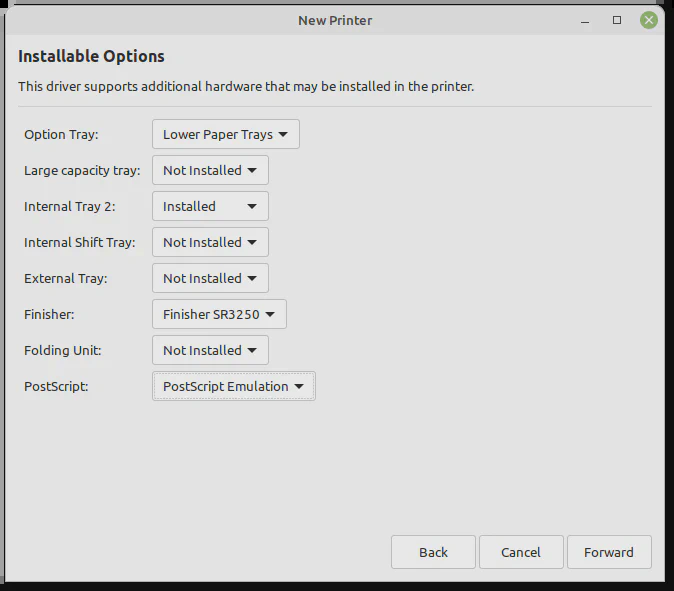 New Printer
Installable Options
This driver supports additional hardware that may be installed in the printer.
Option Tray: Lower Paper Trays
Large capacity tray: Not Installed
Internal Tray 2: Installed
Internal Shift Tray: Not Installed
External Tray: Not Installed
Finisher: Finisher SR3250
Folding Unit: Not Installed
PostScript: PostScript Emulation
Back Cancel Forward